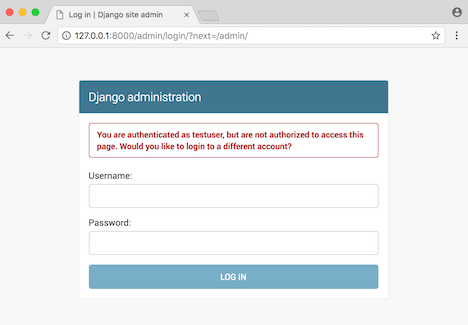 Log in | Django site admin
127.0.0.1:8000/admin/login/?next=/admin/
Django administration
You are authenticated as testuser, but are not authorized to access this
page. Would you like to login to a different account?
Username:
Password:
LOG IN